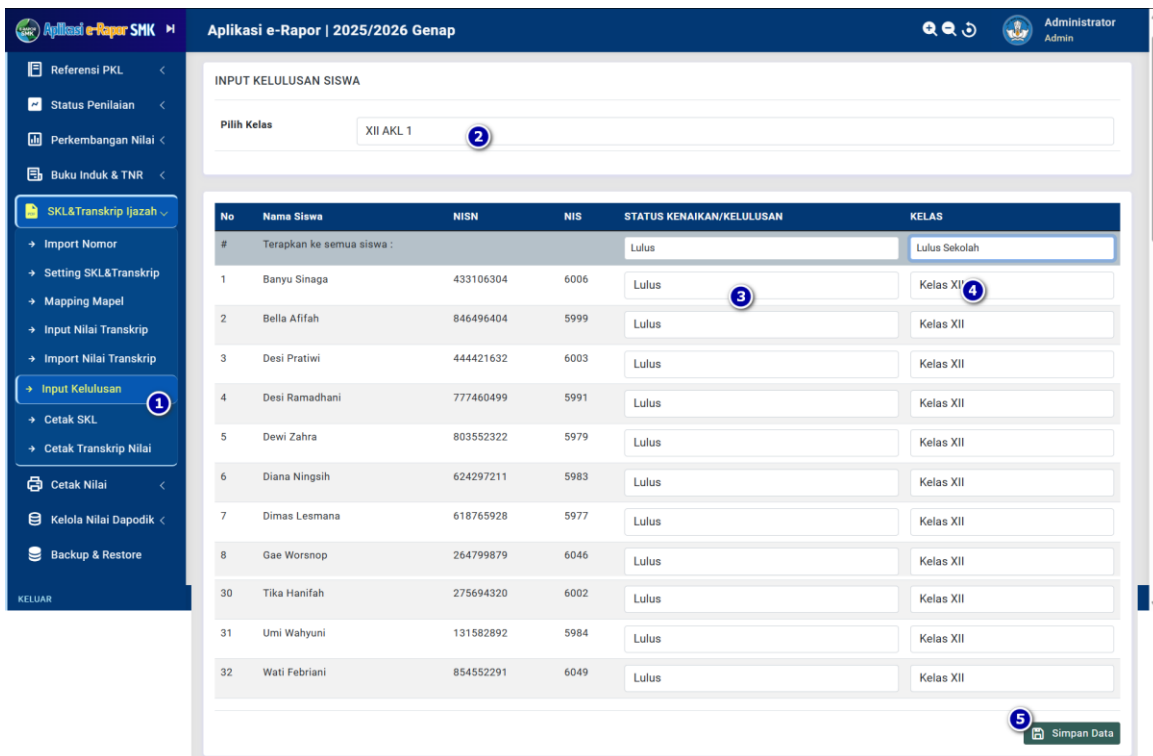 Aplikasi e-Rapor SMK
Aplikasi e-Rapor | 2025/2026 Genap
Administrator
Admin
Referensi PKL
Status Penilaian
Perkembangan Nilai
Buku Induk & TNR
SKL&Transkrip Ijazah
Import Nomor
Setting SKL&Transkrip
Mapping Mapel
Input Nilai Transkrip
Import Nilai Transkrip
Input Kelulusan
1
Cetak SKL
Cetak Transkrip Nilai
Cetak Nilai
Kelola Nilai Dapodik
Backup & Restore
KELUAR
INPUT KELULUSAN SISWA
Pilih Kelas XII AKL 1 2
No Nama Siswa NISN NIS STATUS KENAIKAN/KELULUSAN KELAS
# Terapkan ke semua siswa : Lulus Lulus Sekolah
1 Banyu Sinaga 433106304 6006 Lulus 3 Kelas XII 4
2 Bella Afifah 846496404 5999 Lulus Kelas XII
3 Desi Pratiwi 444421632 6003 Lulus Kelas XII
4 Desi Ramadhani 777460499 5991 Lulus Kelas XII
5 Dewi Zahra 803552322 5979 Lulus Kelas XII
6 Diana Ningsih 624297211 5983 Lulus Kelas XII
7 Dimas Lesmana 618765928 5977 Lulus Kelas XII
8 Gae Worsnop 264799879 6046 Lulus Kelas XII
30 Tika Hanifah 275694320 6002 Lulus Kelas XII
31 Umi Wahyuni 131582892 5984 Lulus Kelas XII
32 Wati Febriani 854552291 6049 Lulus Kelas XII
5
Simpan Data